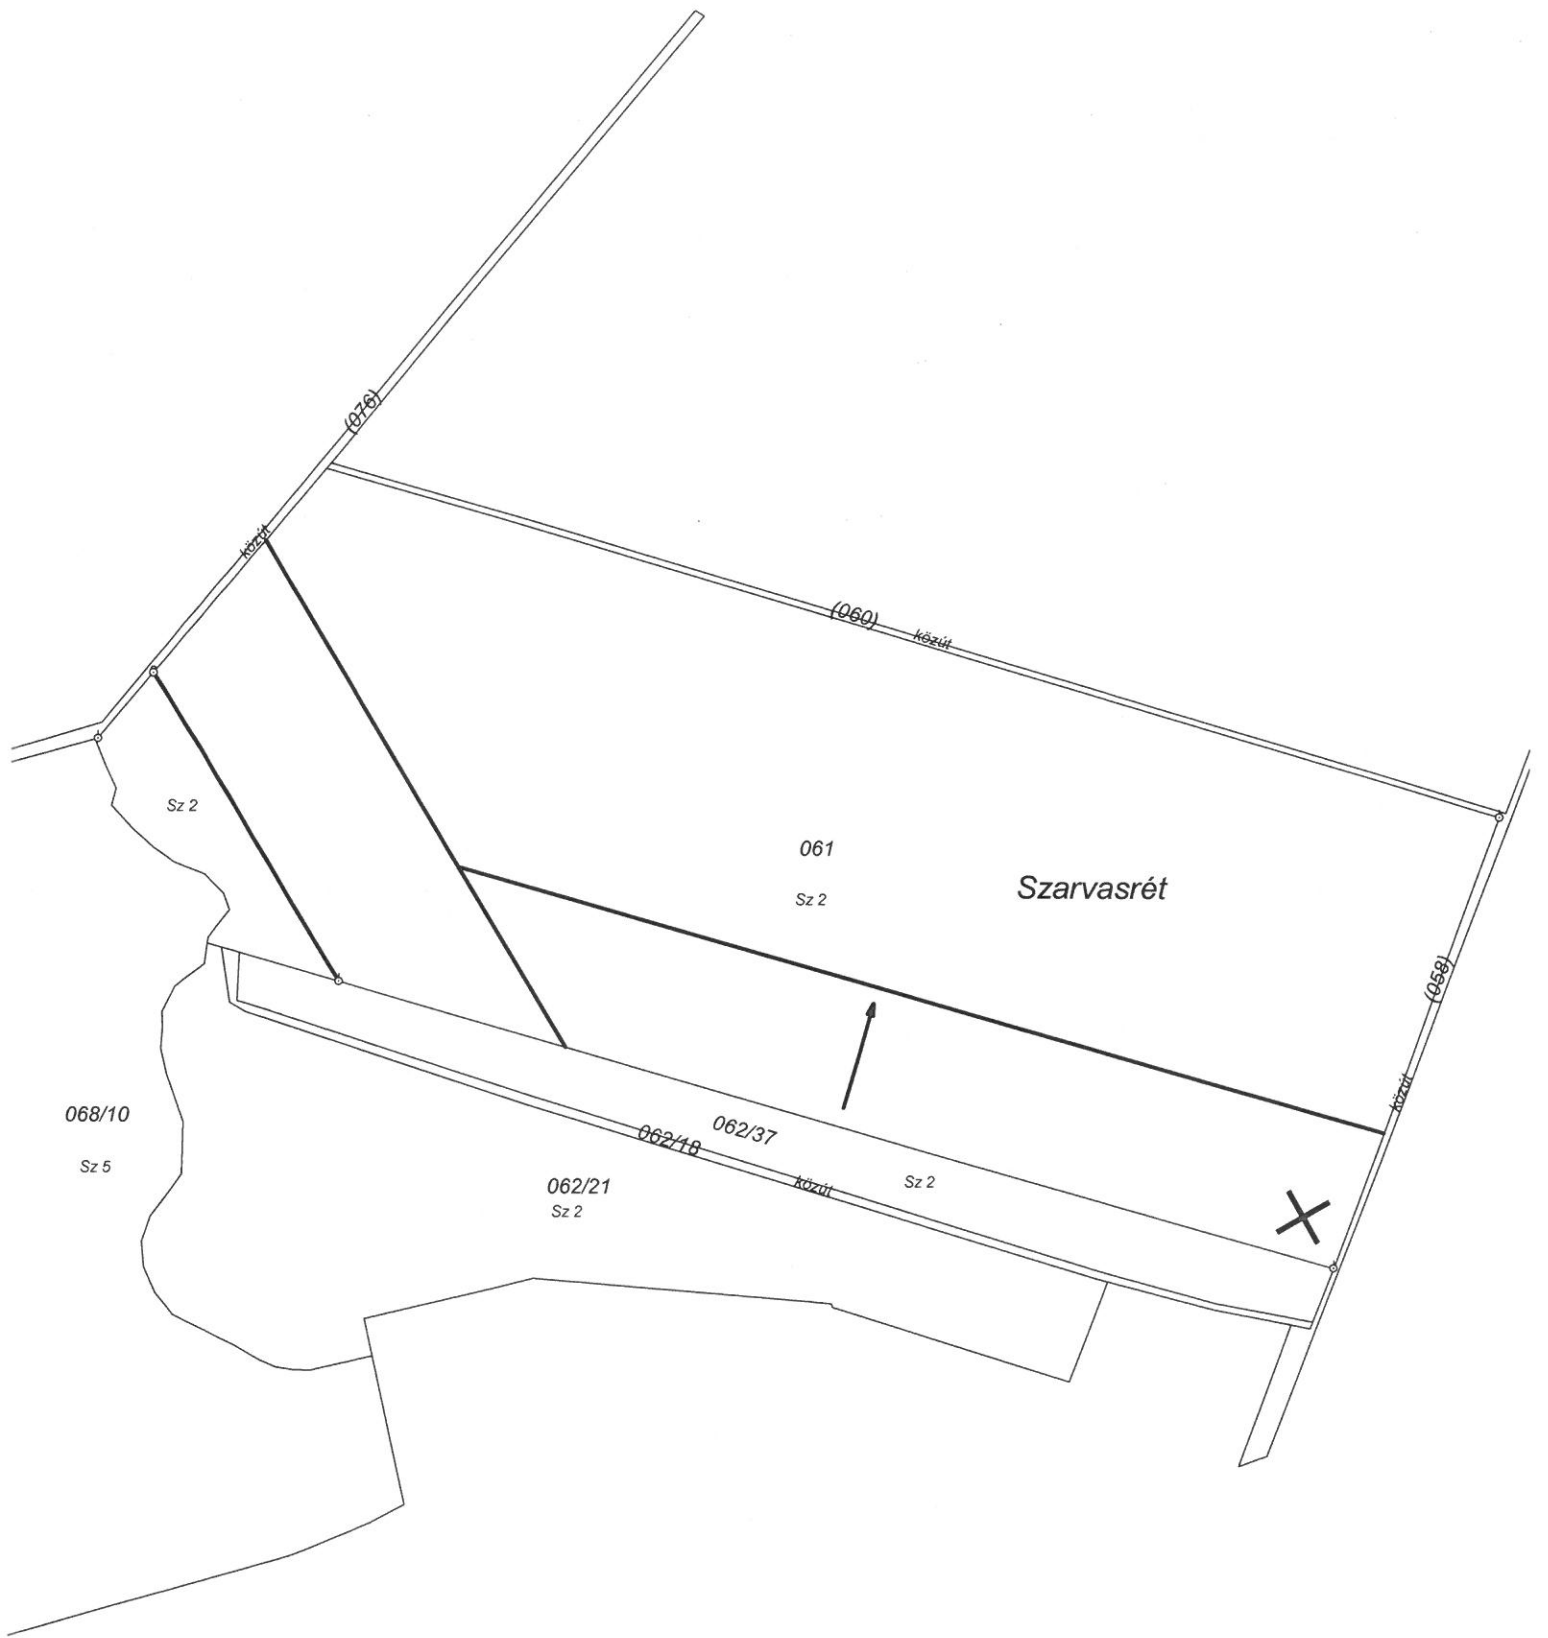 (076)
közút
(060)
közút
Sz 2
061
Szarvasrét
Sz 2
(058)
közút
068/10
062/37
062/18
Sz 5
062/21
közút
Sz 2
Sz 2